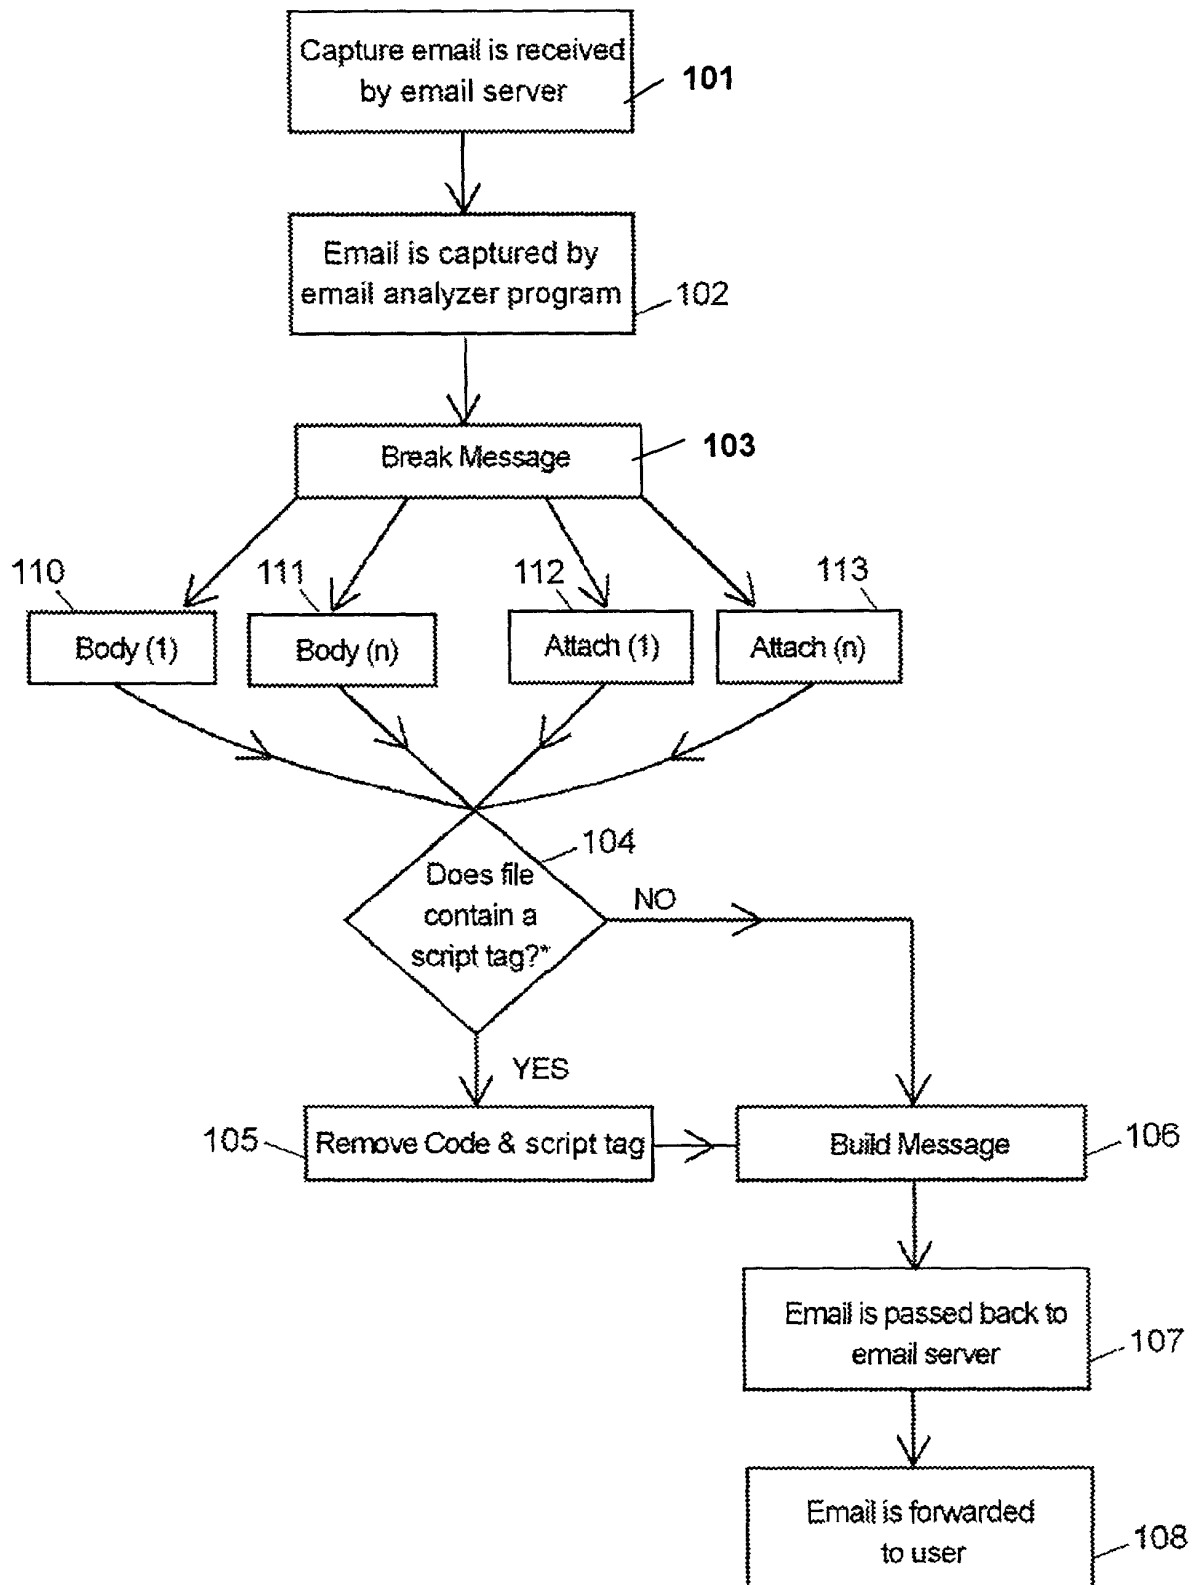 Capture email is received
by email server
101
Email is captured by
email analyzer program
102
Break Message
103
110
111
112
113
Body (1)
Body (n)
Attach (1)
Attach (n)
104
Does file
contain a
script tag?*
NO
YES
105
Remove Code & script tag
Build Message
106
Email is passed back to
email server
107
Email is forwarded
to user
108